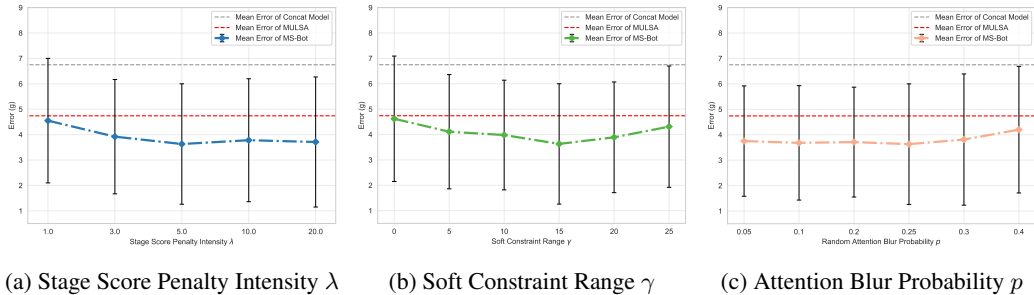 9
8
7
6
5
4
3
2
1
Error (g)
Mean Error of Concat Model
Mean Error of MULSA
Mean Error of MS-Bot
1.0 3.0 5.0 10.0 20.0
Stage Score Penalty Intensity λ
(a) Stage Score Penalty Intensity λ
9
8
7
6
5
4
3
2
1
Error (g)
Mean Error of Concat Model
Mean Error of MULSA
Mean Error of MS-Bot
0 5 10 15 20 25
Soft Constraint Range γ
(b) Soft Constraint Range γ
9
8
7
6
5
4
3
2
1
Error (g)
Mean Error of Concat Model
Mean Error of MULSA
Mean Error of MS-Bot
0.05 0.1 0.2 0.25 0.3 0.4
Random Attention Blur Probability p
(c) Attention Blur Probability p